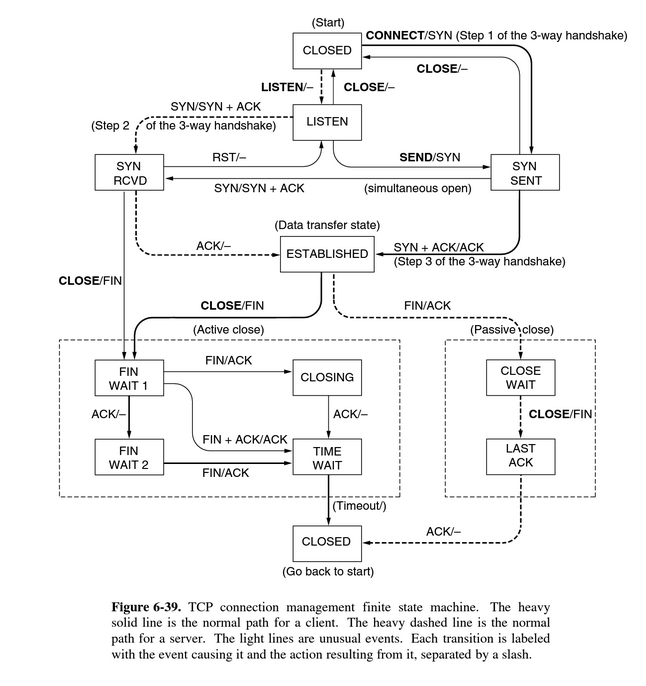 (Start)
CONNECT/SYN (Step 1 of the 3-way handshake)
CLOSED
CLOSE/–
LISTEN/–
CLOSE/–
SYN/SYN + ACK
(Step 2 of the 3-way handshake)
LISTEN
SYN
RCVD
RST/–
SEND/SYN
SYN
SENT
SYN/SYN + ACK
(simultaneous open)
(Data transfer state)
ACK/–
ESTABLISHED
SYN + ACK/ACK
(Step 3 of the 3-way handshake)
CLOSE/FIN
CLOSE/FIN
FIN/ACK
(Active close)
(Passive close)
FIN
WAIT 1
FIN/ACK
CLOSING
CLOSE
WAIT
ACK/–
ACK/–
CLOSE/FIN
FIN + ACK/ACK
FIN
WAIT 2
FIN/ACK
TIME
WAIT
LAST
ACK
(Timeout/)
CLOSED
ACK/–
(Go back to start)
Figure 6-39. TCP connection management finite state machine. The heavy
solid line is the normal path for a client. The heavy dashed line is the normal
path for a server. The light lines are unusual events. Each transition is labeled
with the event causing it and the action resulting from it, separated by a slash.